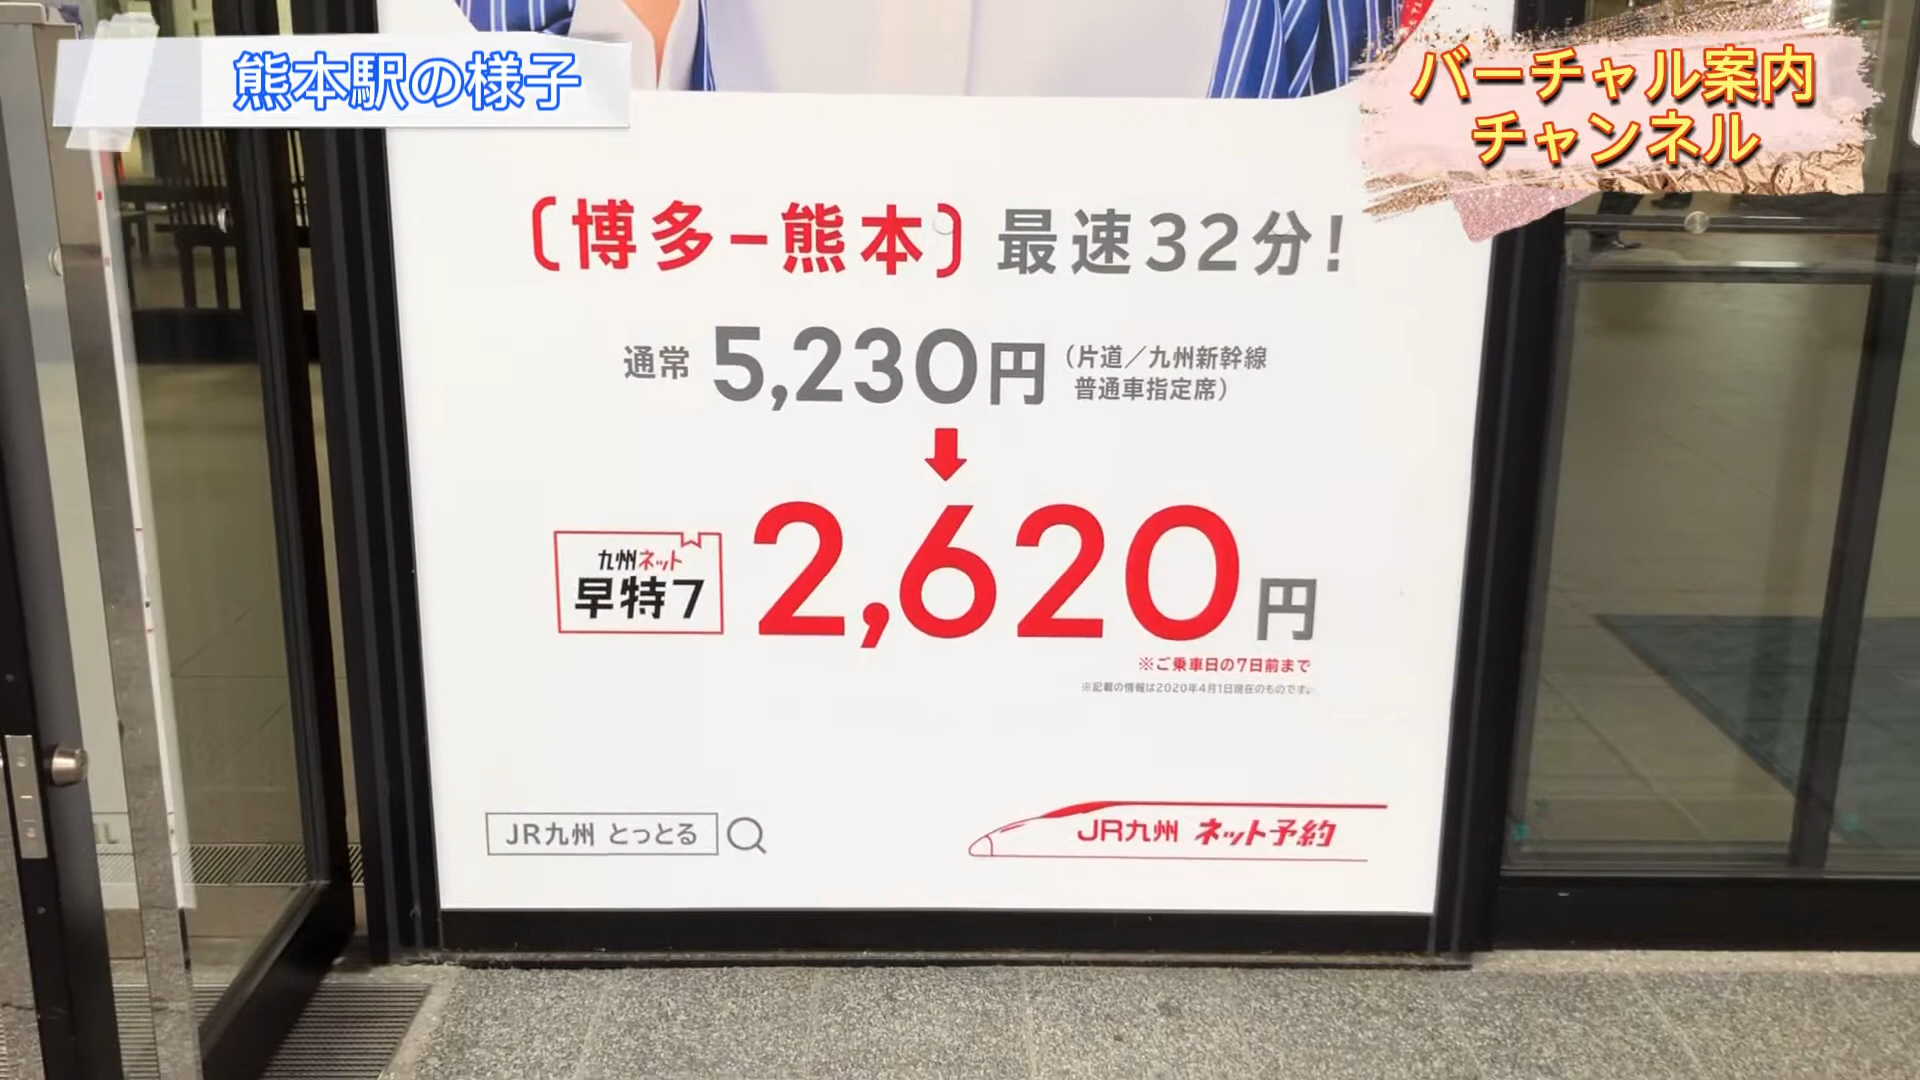 熊本駅の様子
バーチャル案内
チャンネル
〔博多−熊本〕最速32分!
通常 5,230円 (片道/九州新幹線
普通車指定席)
九州ネット
早特7
2,620円
※ご乗車日の7日前まで
※記載の情報は2020年4月1日現在のものです。
JR九州 とっとる
JR九州 ネット予約